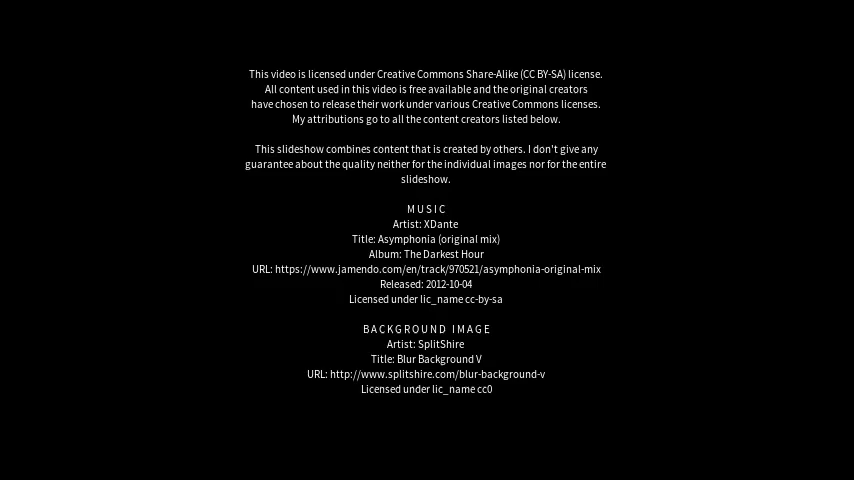 This video is licensed under Creative Commons Share-Alike (CC BY-SA) license.
All content used in this video is free available and the original creators
have chosen to release their work under various Creative Commons licenses.
My attributions go to all the content creators listed below.
This slideshow combines content that is created by others. I don't give any
guarantee about the quality neither for the individual images nor for the entire
slideshow.
MUSIC
Artist: XDante
Title: Asymphonia (original mix)
Album: The Darkest Hour
URL: https://www.jamendo.com/en/track/970521/asymphonia-original-mix
Released: 2012-10-04
Licensed under lic_name cc-by-sa
BACKGROUND IMAGE
Artist: SplitShire
Title: Blur Background V
URL: http://www.splitshire.com/blur-background-v
Licensed under lic_name cc0